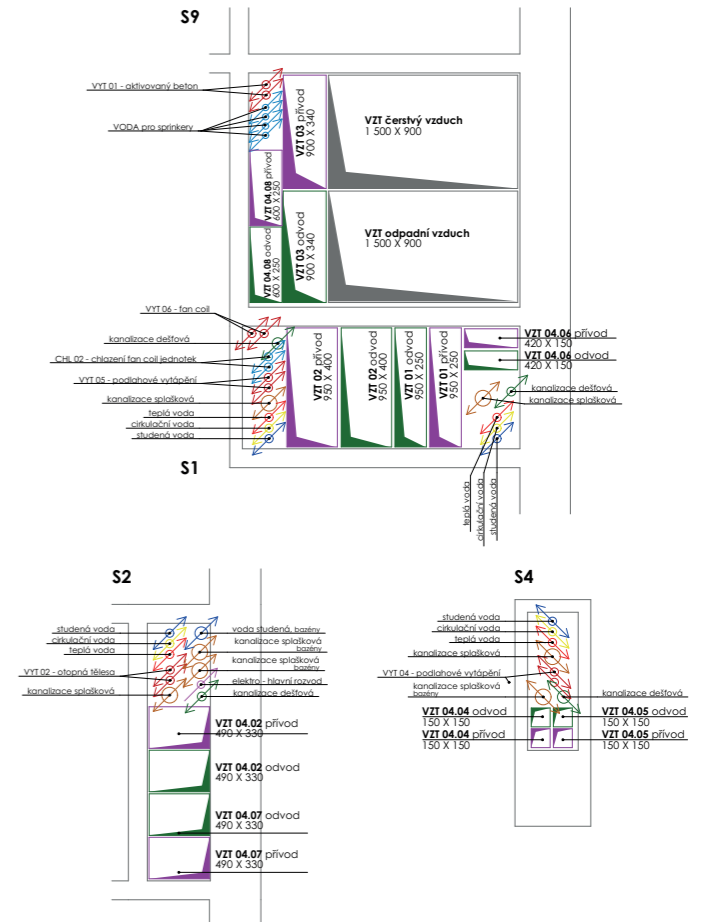 S9
VYT 01 - aktivovaný beton
VODA pro sprinkery
VZT 04.08 přívod
600 X 250
VZT 04.08 odvod
600 X 250
VZT 03 přívod
900 X 340
VZT 03 odvod
900 X 340
VZT čerstvý vzduch
1 500 X 900
VZT odpadní vzduch
1 500 X 900
VYT 06 - fan coil
kanalizace dešťová
CHL 02 - chlazení fan coil jednotek
VYT 05 - podlahové vytápění
kanalizace splašková
teplá voda
cirkulační voda
studená voda
VZT 02 přívod
950 X 400
VZT 02 odvod
950 X 400
VZT 01 odvod
950 X 250
VZT 01 přívod
950 X 250
VZT 04.06 přívod
420 X 150
VZT 04.06 odvod
420 X 150
kanalizace dešťová
kanalizace splašková
teplá voda
cirkulační voda
studená voda
S1
S2
studená voda
cirkulační voda
teplá voda
VYT 02 - otopná tělesa
kanalizace splašková
voda studená, bazény
kanalizace splašková
bazény
kanalizace splašková
bazény
elektro - hlavní rozvod
kanalizace dešťová
VZT 04.02 přívod
490 X 330
VZT 04.02 odvod
490 X 330
VZT 04.07 odvod
490 X 330
VZT 04.07 přívod
490 X 330
S4
studená voda
cirkulační voda
teplá voda
kanalizace splašková
VYT 04 - podlahové vytápění
kanalizace splašková
bazény
kanalizace dešťová
VZT 04.04 odvod
150 X 150
VZT 04.04 přívod
150 X 150
VZT 04.05 odvod
150 X 150
VZT 04.05 přívod
150 X 150